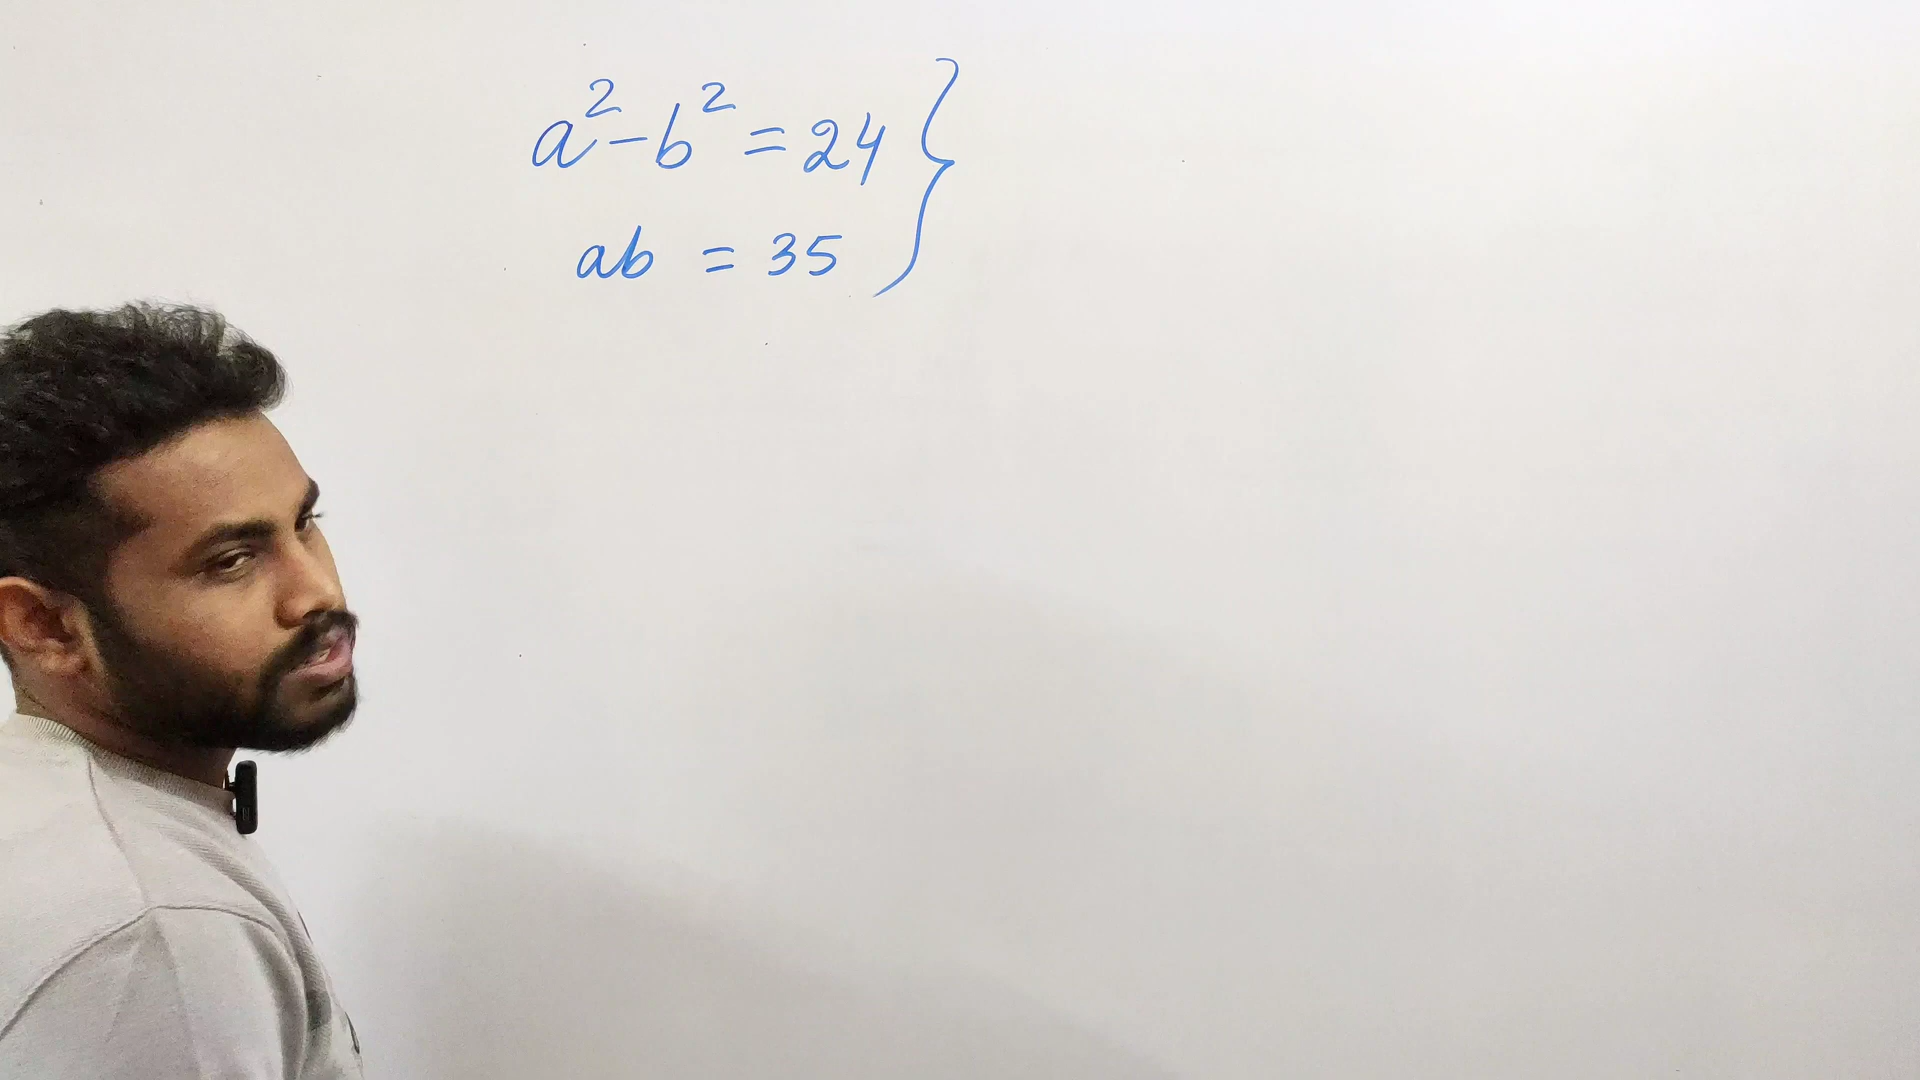 a² - b² = 24
ab = 35